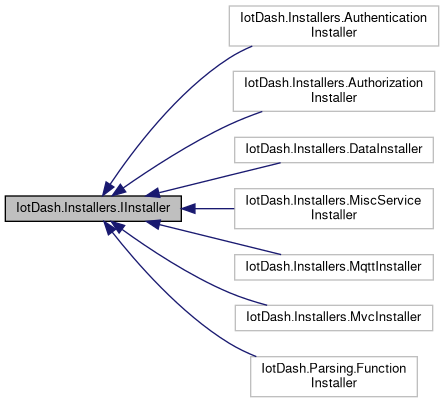 IotDash.Installers.Authentication
Installer
IotDash.Installers.Authorization
Installer
IotDash.Installers.DataInstaller
IotDash.Installers.MiscService
Installer
IotDash.Installers.IInstaller
IotDash.Installers.MqttInstaller
IotDash.Installers.MvcInstaller
IotDash.Parsing.Function
Installer